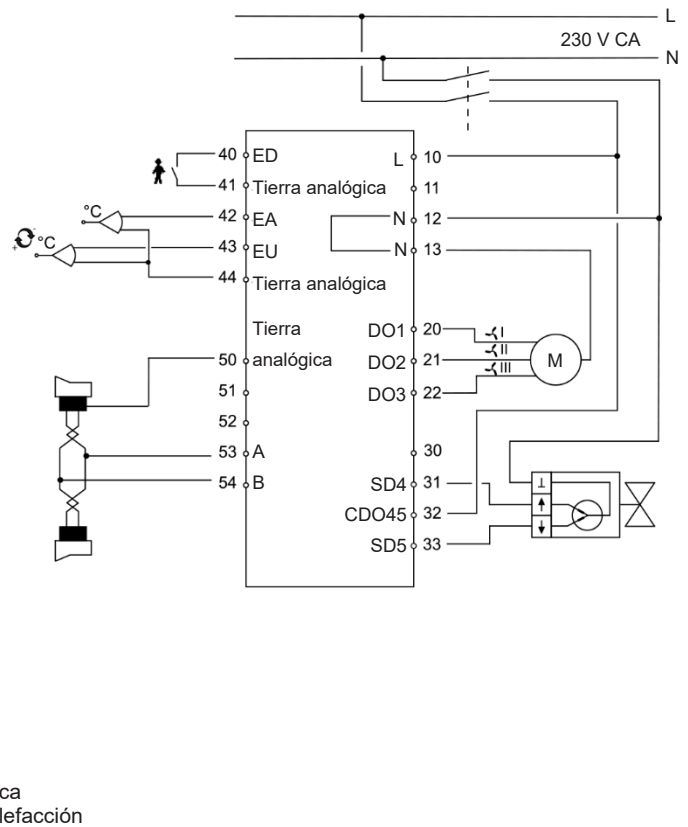 L
230 V CA
N
40 ED
41 Tierra analógica
42 EA
43 EU
44 Tierra analógica
Tierra
50 analógica
51
52
53 A
54 B
°C
°C
L 10
11
N 12
N 13
DO1 20
DO2 21
DO3 22
30
SD4 31
CDO45 32
SD5 33
I
II
III
M
ca
lefacción